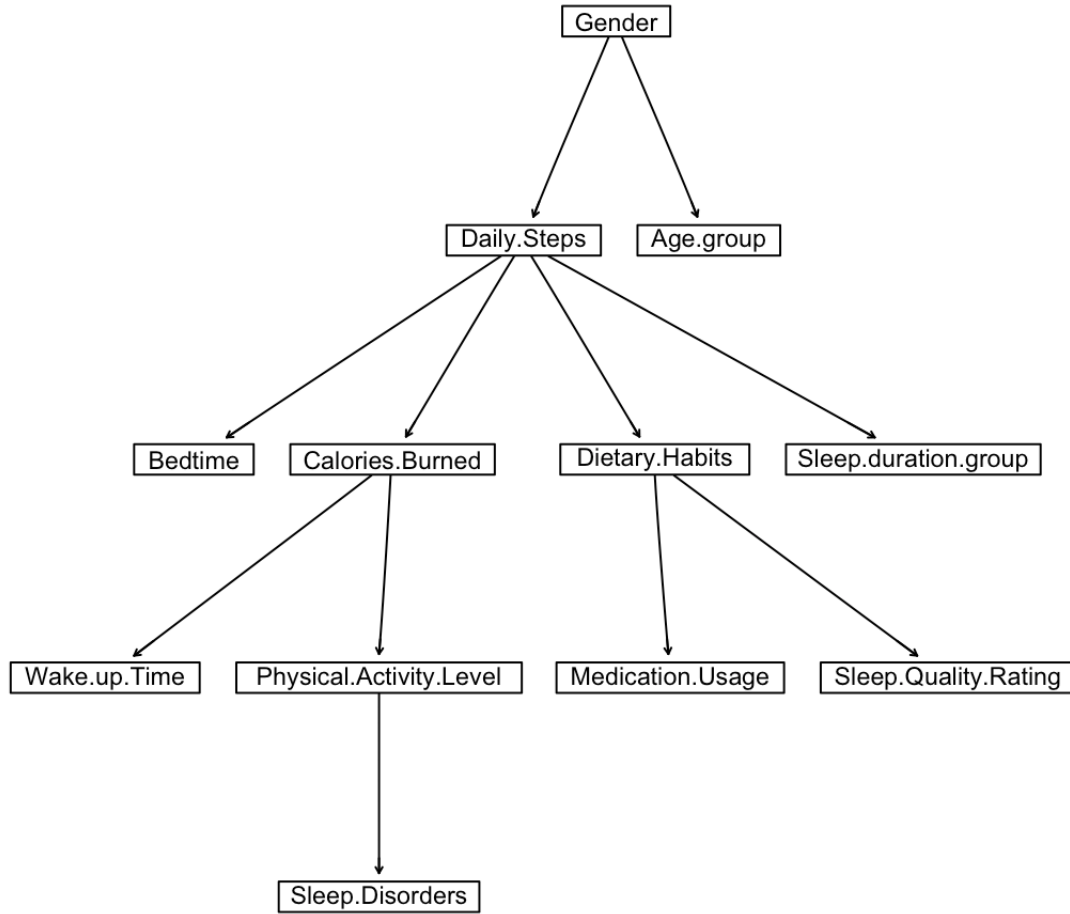 Gender
Daily.Steps
Age.group
Bedtime
Calories.Burned
Dietary.Habits
Sleep.duration.group
Wake.up.Time
Physical.Activity.Level
Medication.Usage
Sleep.Quality.Rating
Sleep.Disorders